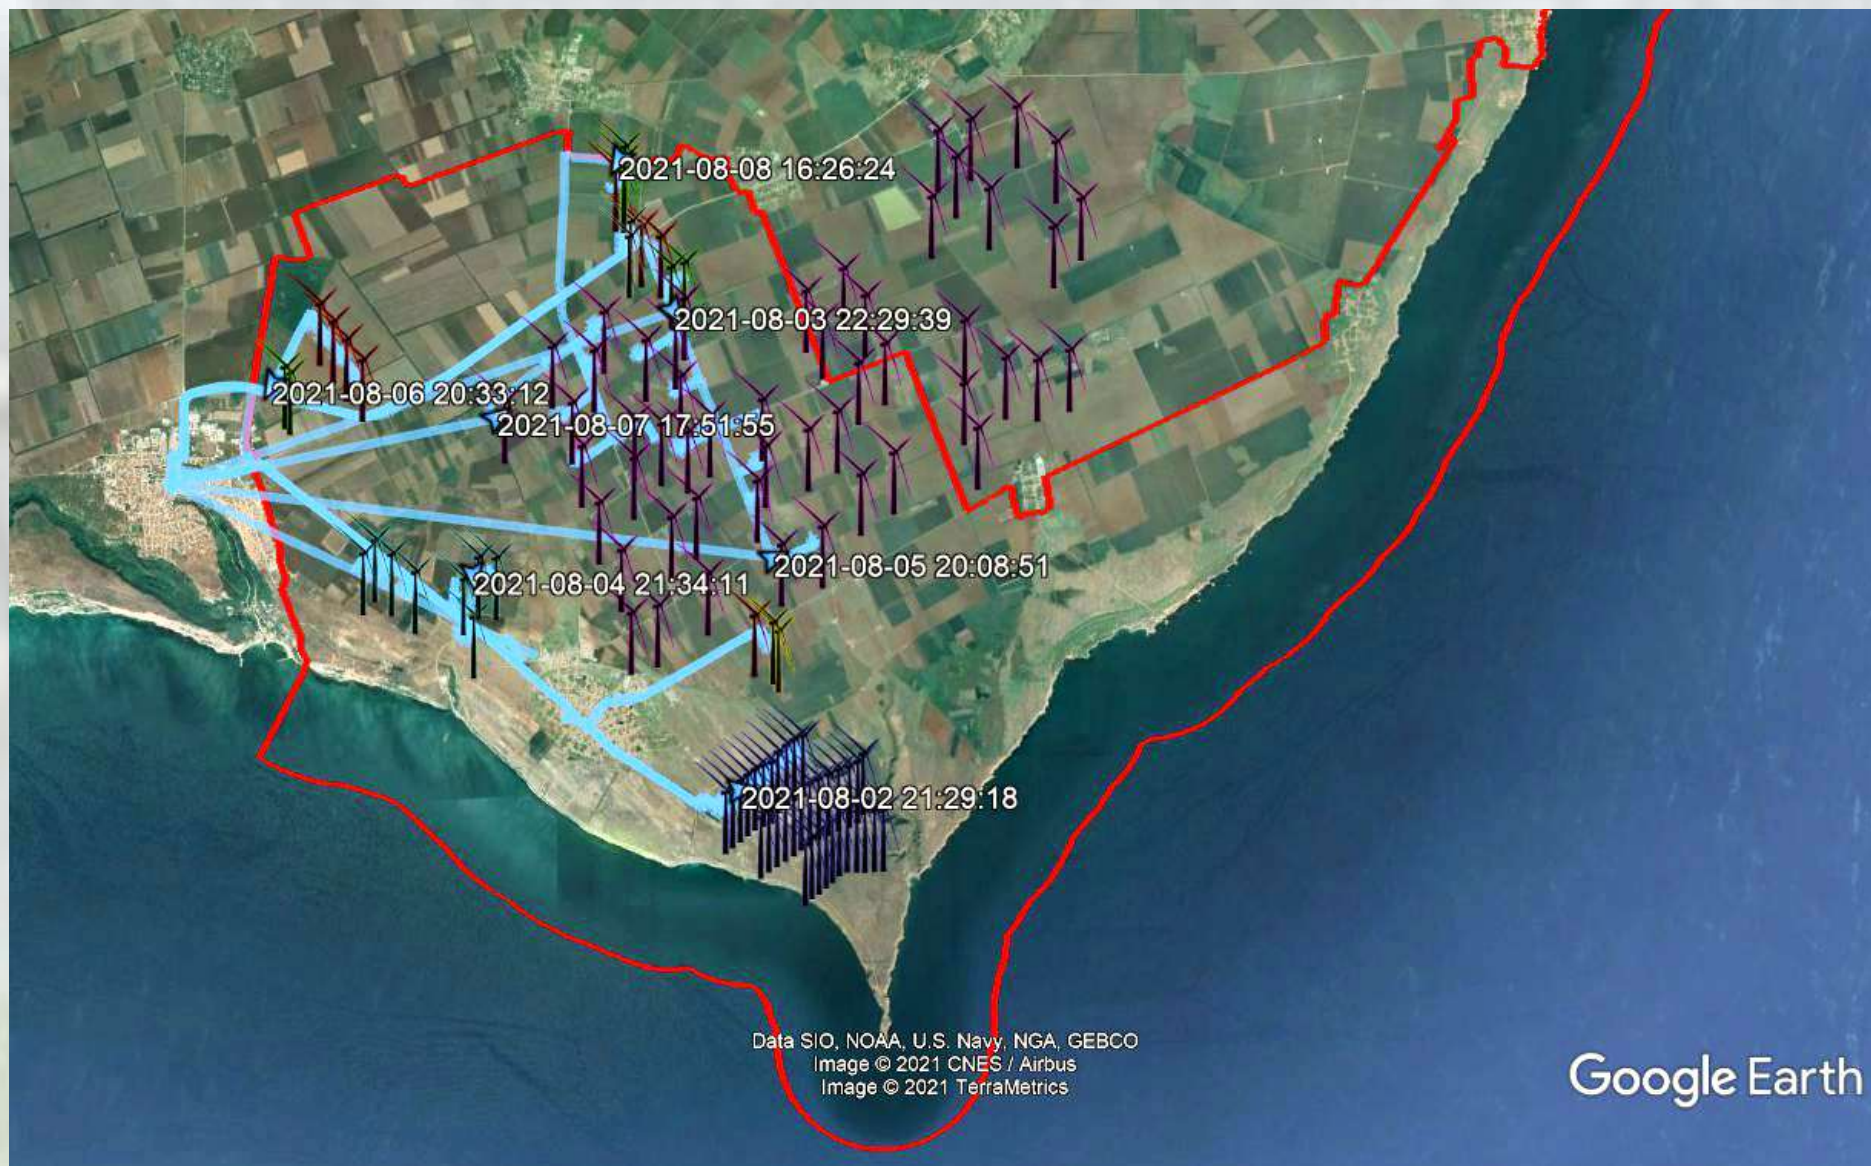 2021-08-08 16:26:24
2021-08-03 22:29:39
2021-08-06 20:33:12
2021-08-07 17:51:55
2021-08-05 20:08:51
2021-08-04 21:34:11
2021-08-02 21:29:18
Data SIO, NOAA, U.S. Navy, NGA, GEBCO
Image © 2021 CNES / Airbus
Image © 2021 TerraMetrics
Google Earth